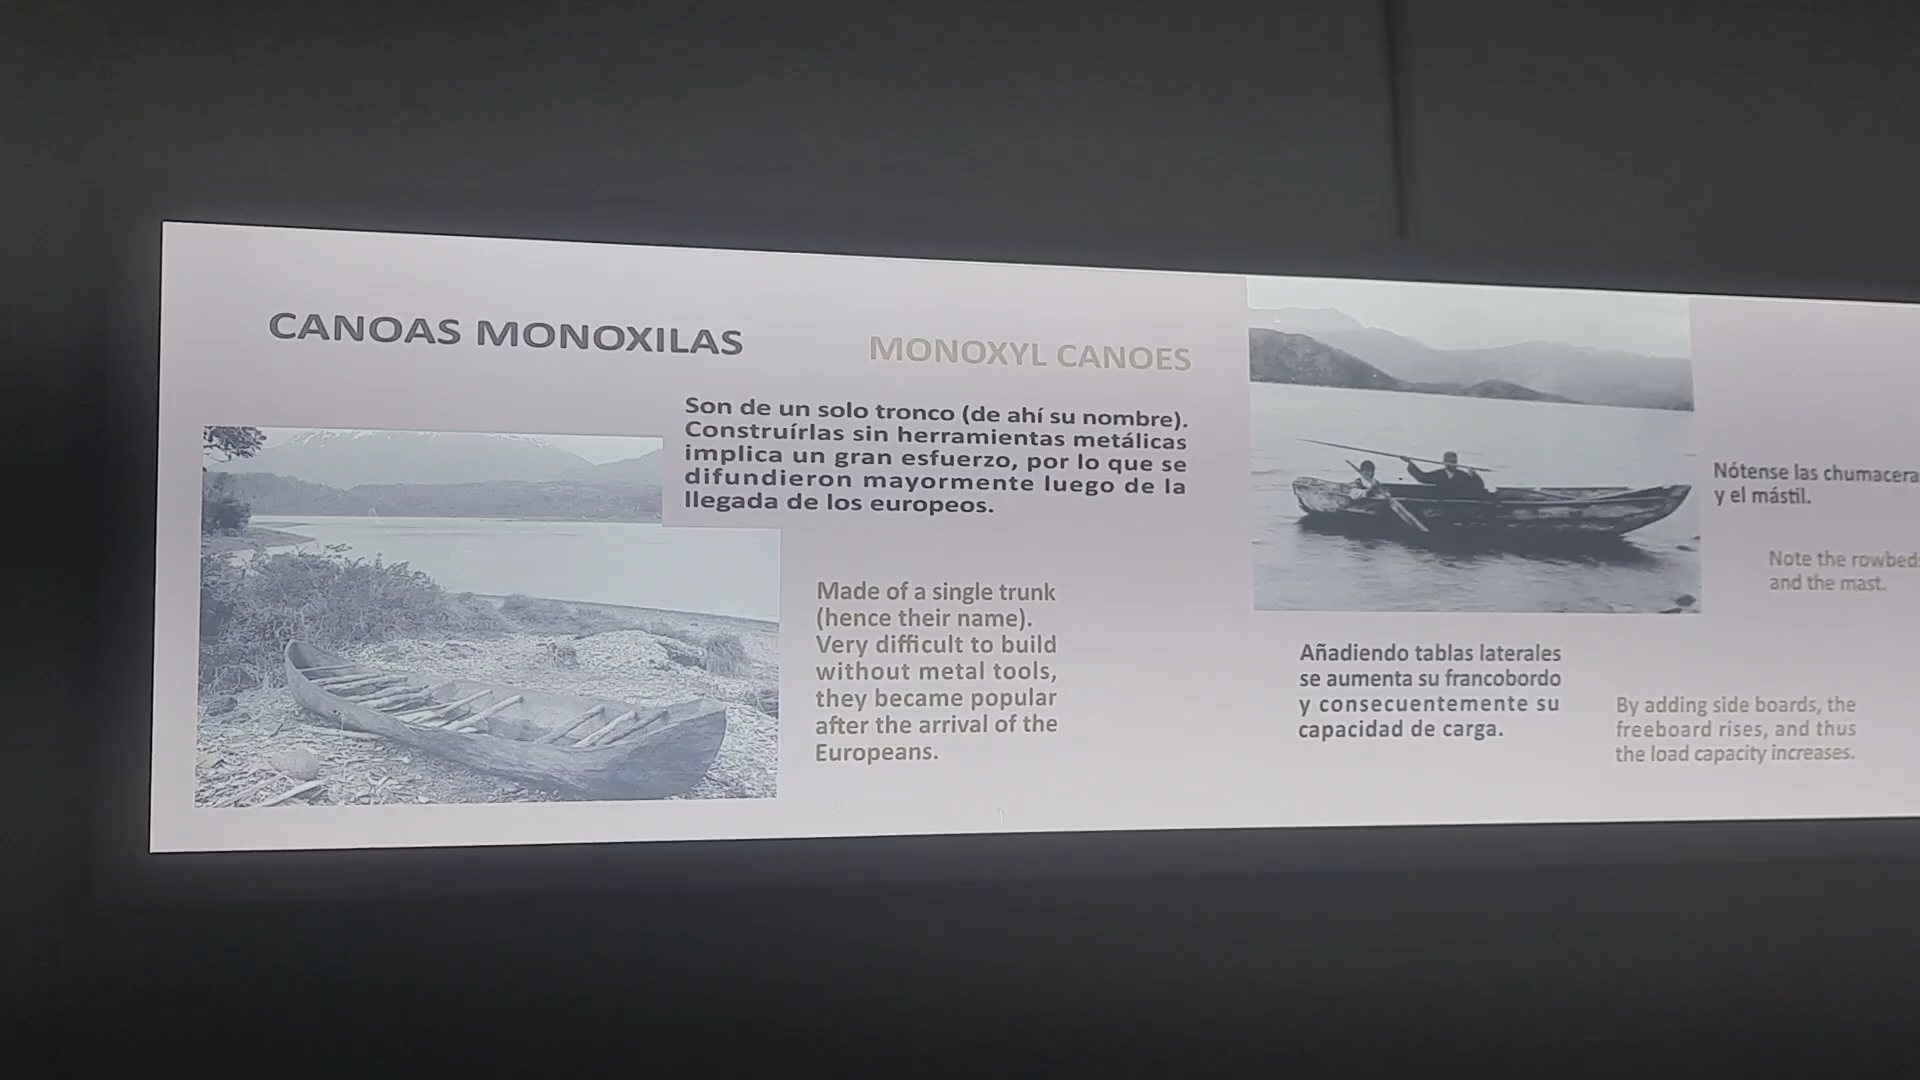 CANOAS MONOXILAS
MONOXYL CANOES
Son de un solo tronco (de ahí su nombre).
Construírlas sin herramientas metálicas
implica un gran esfuerzo, por lo que se
difundieron mayormente luego de la
llegada de los europeos.
Made of a single trunk
(hence their name).
Very difficult to build
without metal tools,
they became popular
after the arrival of the
Europeans.
Nótense las
y el mástil.
Note the
and the mast.
Añadiendo tablas laterales
se aumenta su francobordo
y consecuentemente su
capacidad de carga.
By adding side boards, the
freeboard rises, and thus
the load capacity increases.